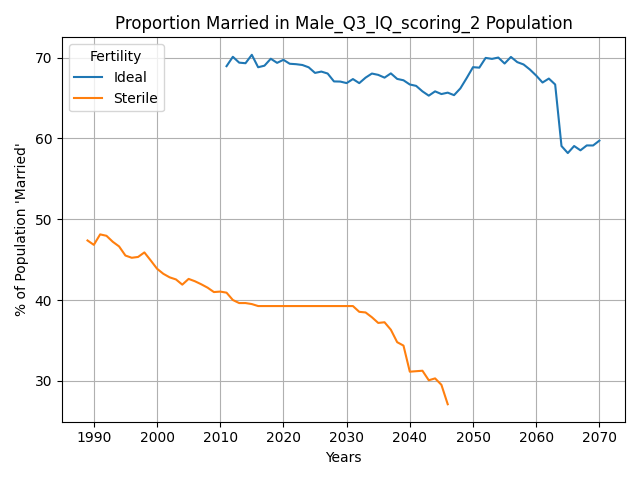 Proportion Married in Male_Q3_IQ_scoring_2 Population
Fertility
Ideal
Sterile
% of Population 'Married'
70
60
50
40
30
1990 2000 2010 2020 2030 2040 2050 2060 2070
Years